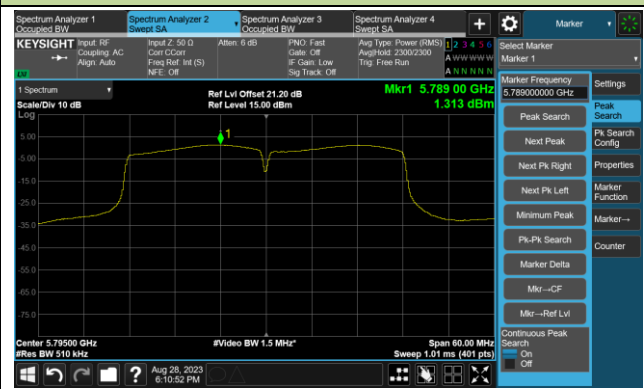 Spectrum Analyzer 1
Occupied BW
Spectrum Analyzer 2
Swept SA
Spectrum Analyzer 3
Occupied BW
Spectrum Analyzer 4
Swept SA
+
Marker
KEYSIGHT
Input: RF
Coupling: AC
Align: Auto
Input Z: 50 Ω
Corr CCorr
Freq Ref: Int (S)
NFE: Off
Atten: 6 dB
PNO: Fast
Gate: Off
IF Gain: Low
Sig Track: Off
Avg Type: Power (RMS)
Avg|Hold: 2300/2300
Trig: Free Run
1 2 3 4 5 6
A W W W W W
A N N N N N
Select Marker
Marker 1
1 Spectrum
Scale/Div 10 dB
Log
Ref Lvl Offset 21.20 dB
Ref Level 15.00 dBm
Mkr1 5.789 00 GHz
1.313 dBm
1
5.00
-5.00
-15.0
-25.0
-35.0
-45.0
-55.0
-65.0
-75.0
Center 5.79500 GHz
#Res BW 510 kHz
#Video BW 1.5 MHz*
Span 60.00 MHz
Sweep 1.01 ms (401 pts)
Marker Frequency
5.789000000 GHz
Peak Search
Next Peak
Next Pk Right
Next Pk Left
Minimum Peak
Pk-Pk Search
Marker Delta
Mkr→CF
Mkr→Ref Lvl
Continuous Peak
Search
On
Off
Settings
Peak
Search
Pk Search
Config
Properties
Marker
Function
Marker→
Counter
?
Aug 28, 2023
6:10:52 PM